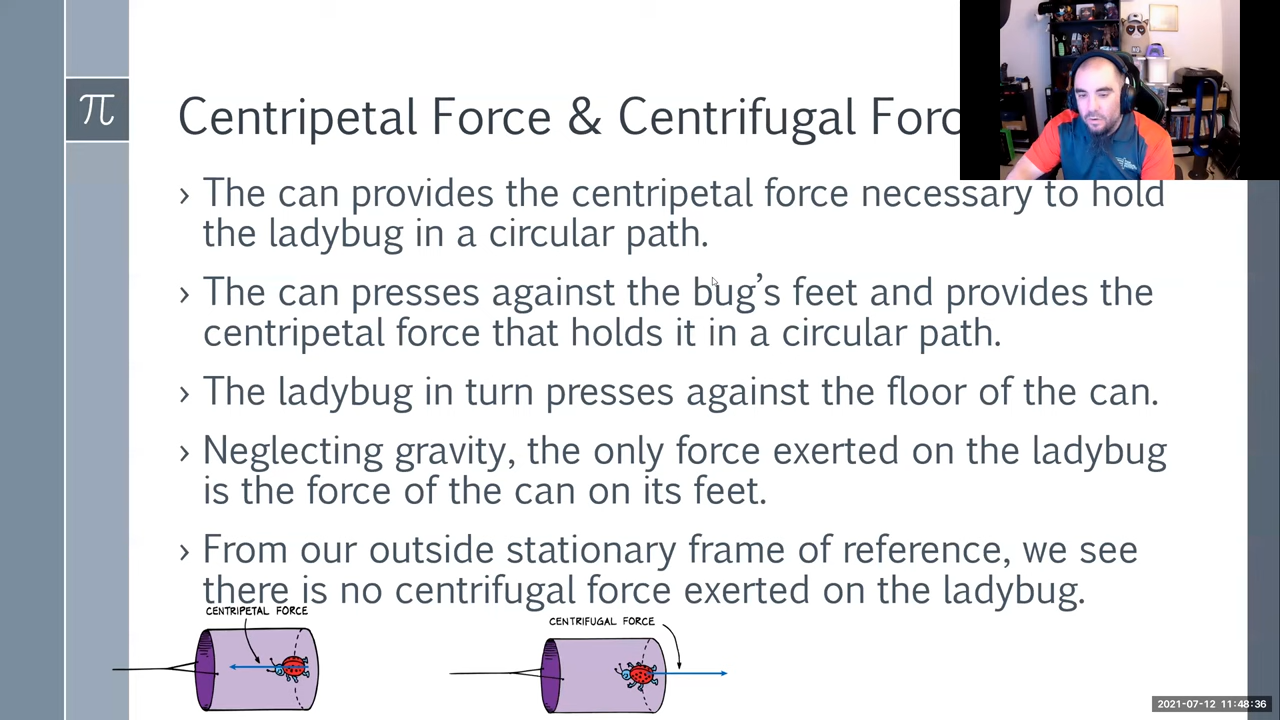 π
Centripetal Force & Centrifugal Forc
› The can provides the centripetal force necessary to hold
the ladybug in a circular path.
› The can presses against the bug’s feet and provides the
centripetal force that holds it in a circular path.
› The ladybug in turn presses against the floor of the can.
› Neglecting gravity, the only force exerted on the ladybug
is the force of the can on its feet.
› From our outside stationary frame of reference, we see
there is no centrifugal force exerted on the ladybug.
CENTRIPETAL FORCE
CENTRIFUGAL FORCE
2021-07-12 11:48:36